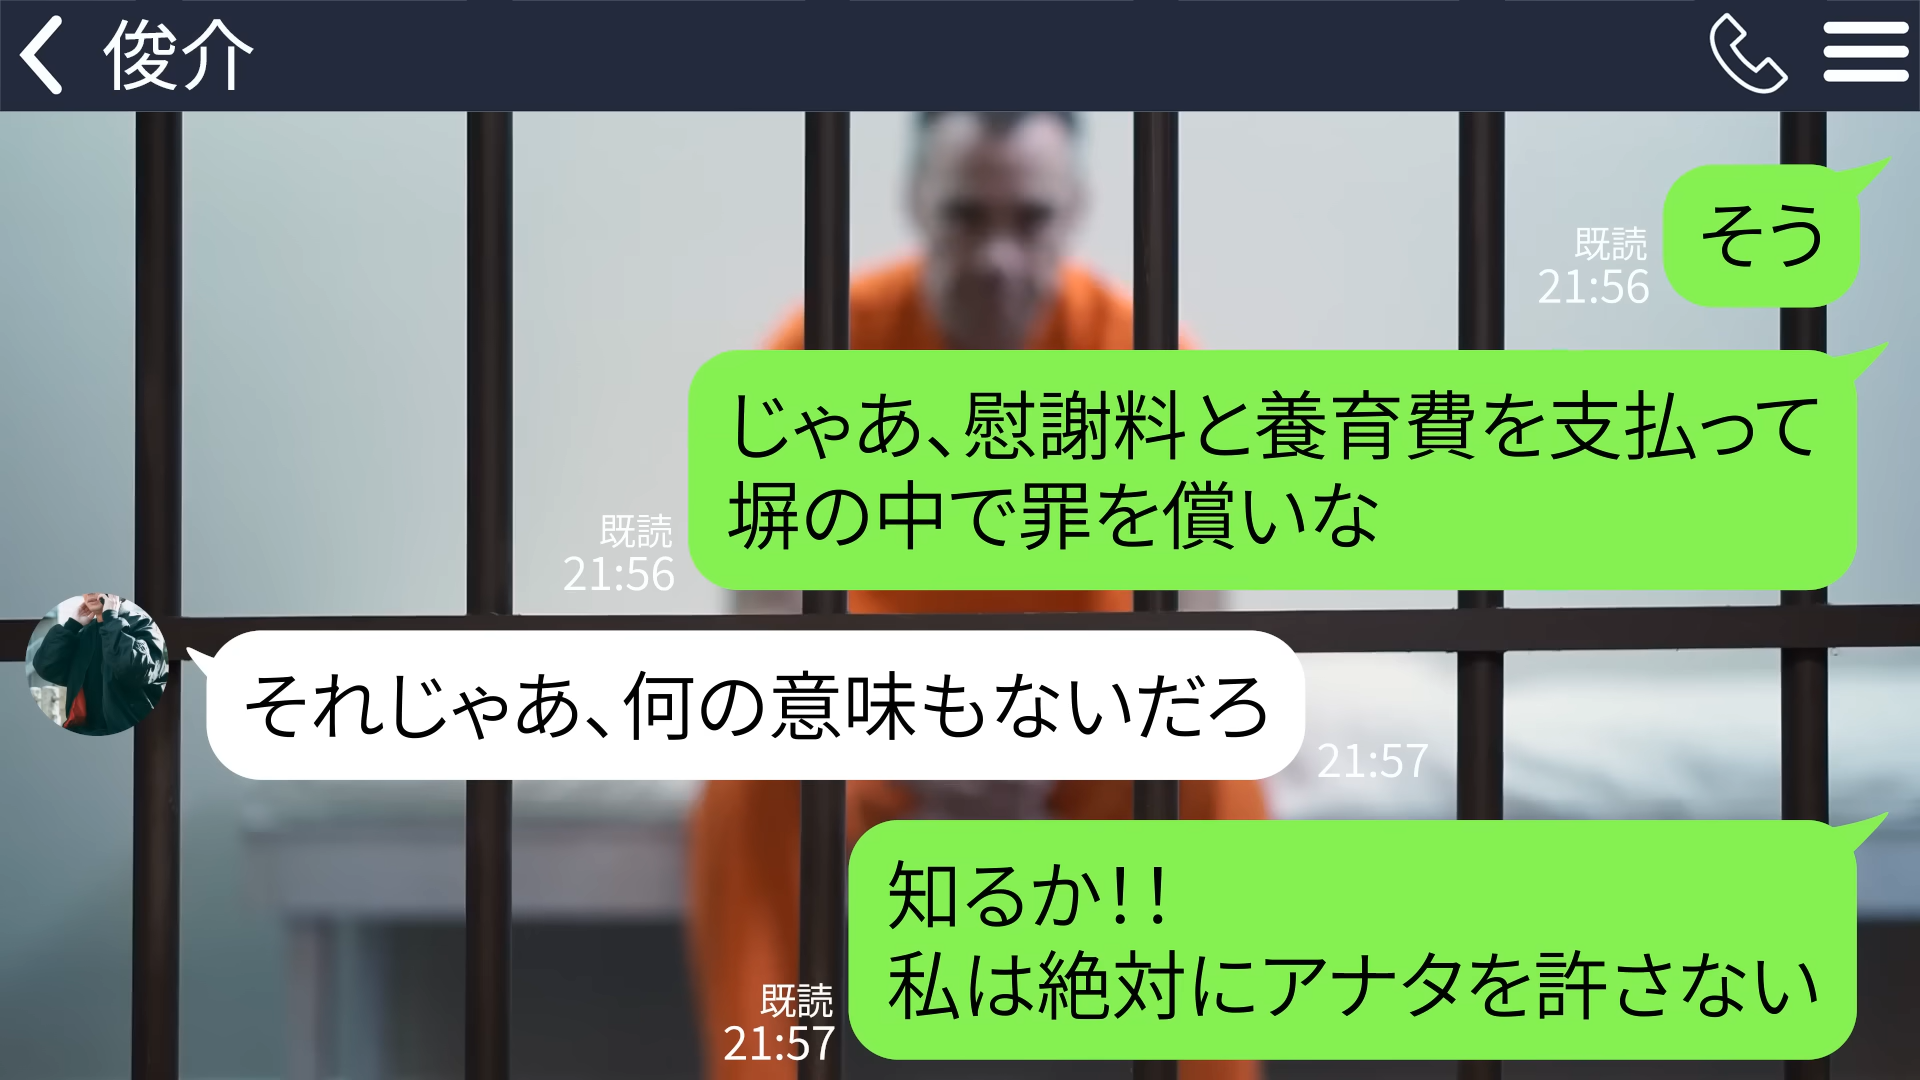 俊介
そう
既読
21:56
じゃあ、慰謝料と養育費を支払って
塀の中で罪を償いな
既読
21:56
それじゃあ、何の意味もないだろ
21:57
知るか！！
私は絶対にアナタを許さない
既読
21:57